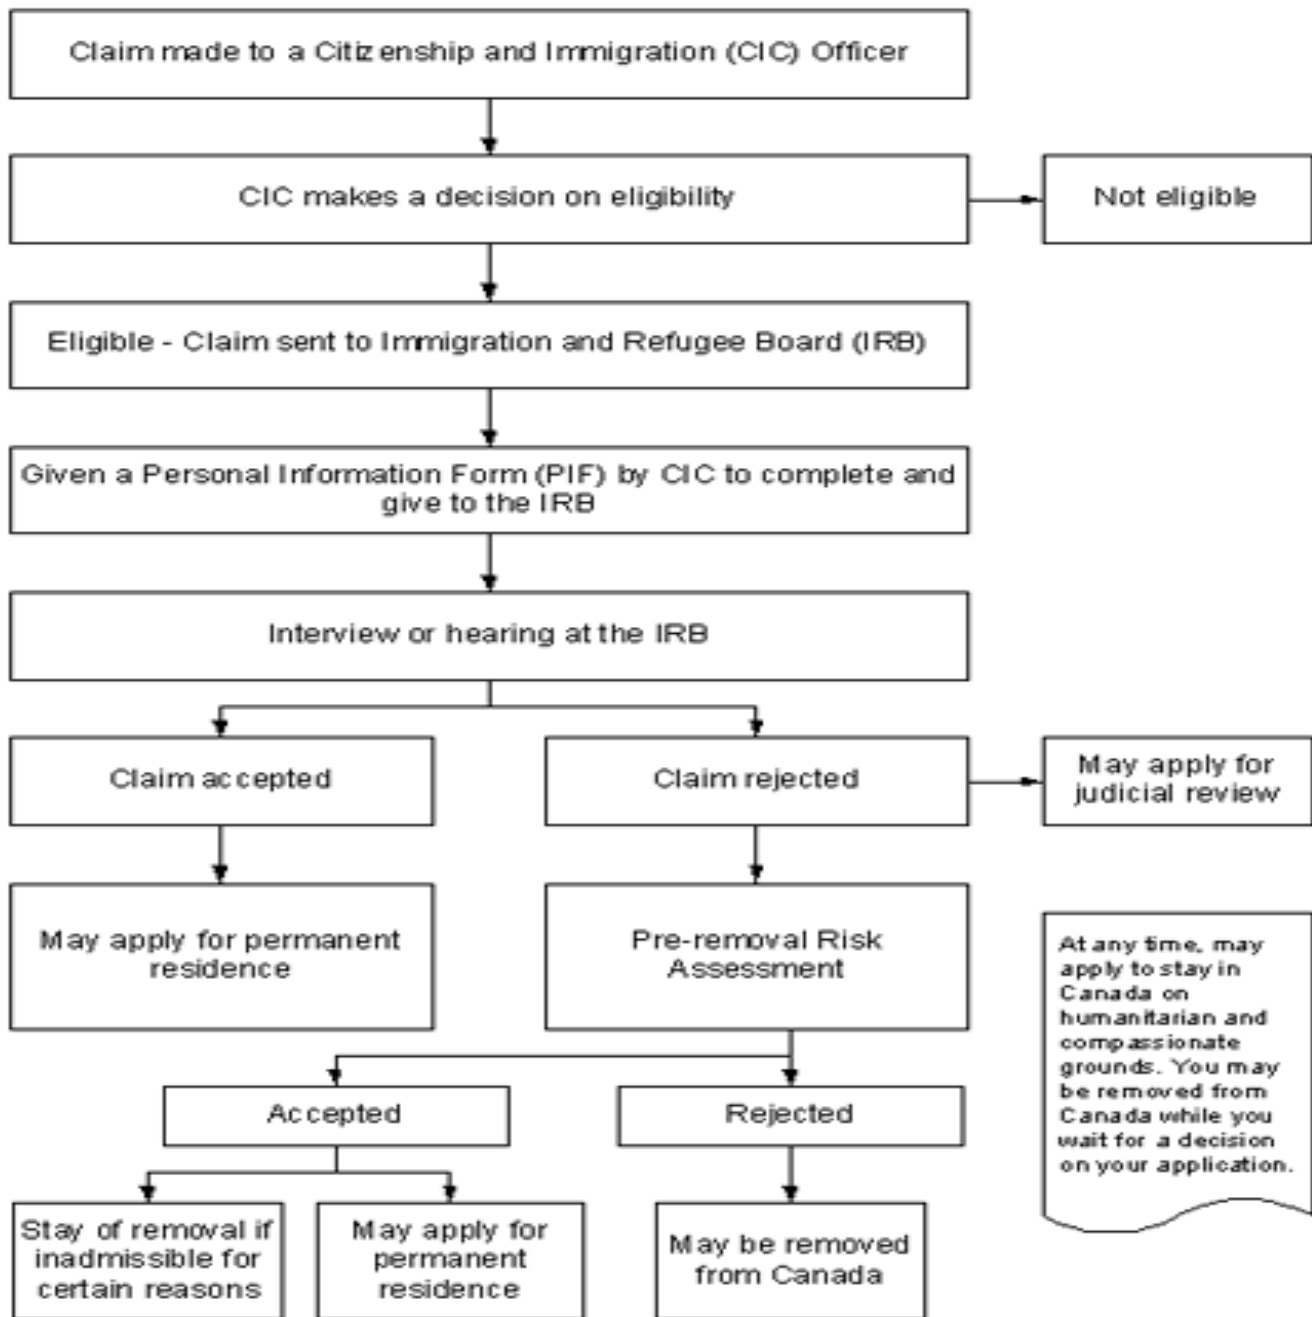 Claim made to a Citizenship and Immigration (CIC) Officer
CIC makes a decision on eligibility
Not eligible
Eligible - Claim sent to Immigration and Refugee Board (IRB)
Given a Personal Information Form (PIF) by CIC to complete and
give to the IRB
Interview or hearing at the IRB
Claim accepted
Claim rejected
May apply for
judicial review
May apply for permanent
residence
Pre-removal Risk
Assessment
At any time, may
apply to stay in
Canada on
humanitarian and
compassionate
grounds. You may
be removed from
Canada while you
wait for a decision
on your application.
Accepted
Rejected
Stay of removal if
inadmissible for
certain reasons
May apply for
permanent
residence
May be removed
from Canada